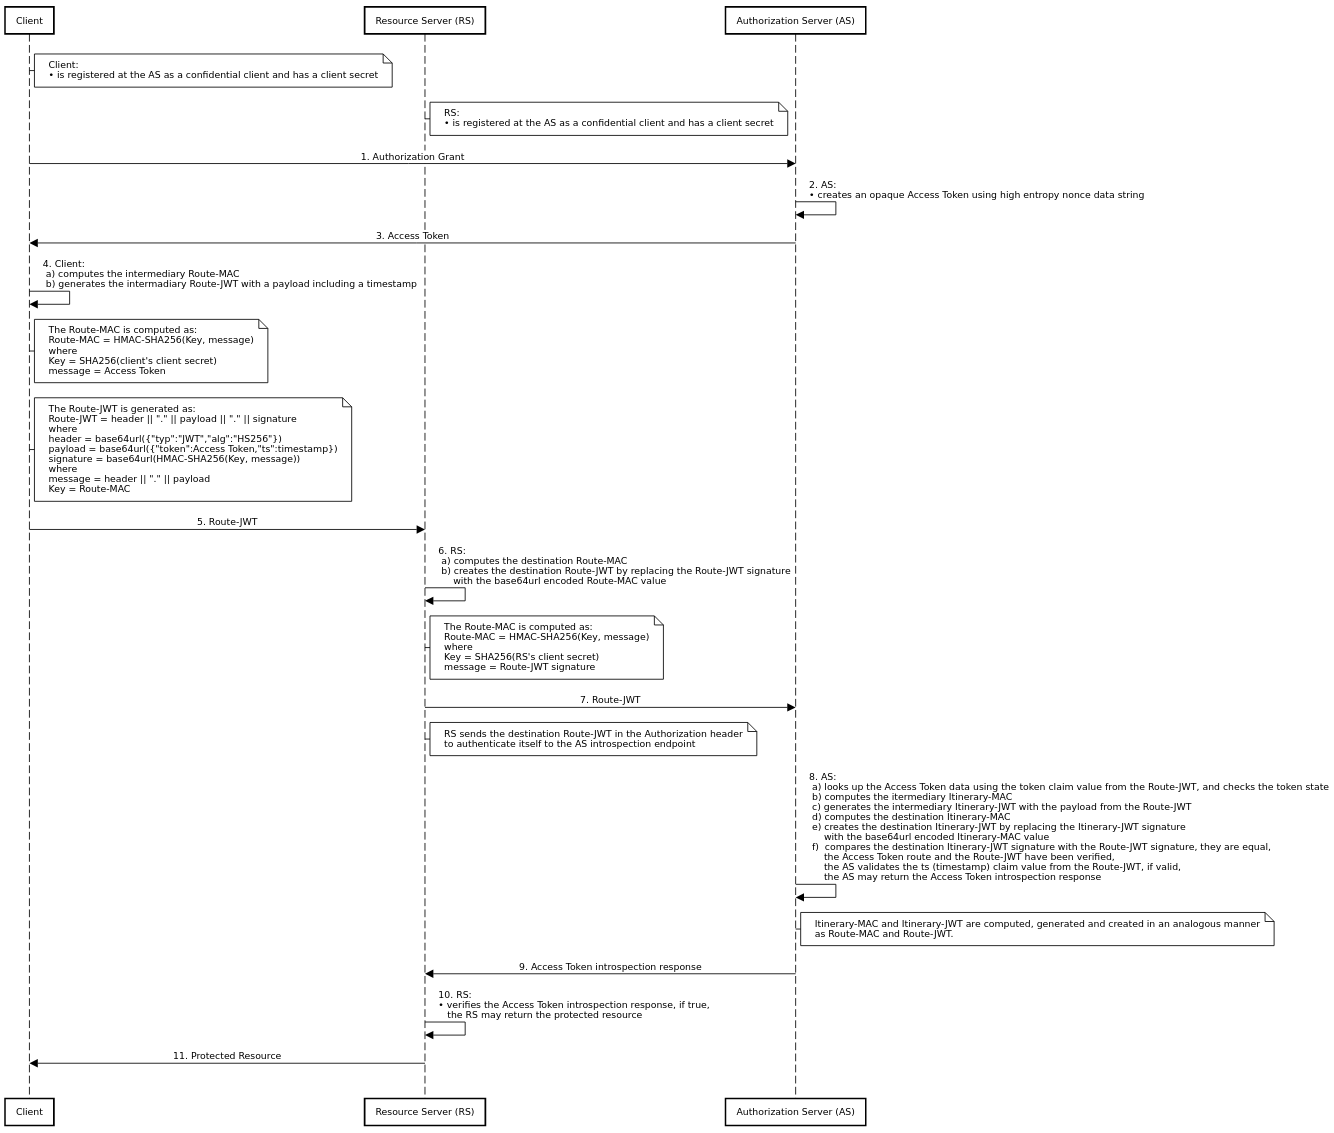 Client
Resource Server (RS)
Authorization Server (AS)
Client:
• is registered at the AS as a confidential client and has a client secret
RS:
• is registered at the AS as a confidential client and has a client secret
1. Authorization Grant
2. AS:
• creates an opaque Access Token using high entropy nonce data string
3. Access Token
4. Client:
a) computes the intermediary Route-MAC
b) generates the intermadiary Route-JWT with a payload including a timestamp
The Route-MAC is computed as:
Route-MAC = HMAC-SHA256(Key, message)
where
Key = SHA256(client's client secret)
message = Access Token
The Route-JWT is generated as:
Route-JWT = header || "." || payload || "." || signature
where
header = base64url({"typ":"JWT","alg":"HS256"})
payload = base64url({"token":Access Token,"ts":timestamp})
signature = base64url(HMAC-SHA256(Key, message))
where
message = header || "." || payload
Key = Route-MAC
5. Route-JWT
6. RS:
a) computes the destination Route-MAC
b) creates the destination Route-JWT by replacing the Route-JWT signature
with the base64url encoded Route-MAC value
The Route-MAC is computed as:
Route-MAC = HMAC-SHA256(Key, message)
where
Key = SHA256(RS's client secret)
message = Route-JWT signature
7. Route-JWT
RS sends the destination Route-JWT in the Authorization header
to authenticate itself to the AS introspection endpoint
8. AS:
a) looks up the Access Token data using the token claim value from the Route-JWT, and checks the token state
b) computes the itermediary Itinerary-MAC
c) generates the intermediary Itinerary-JWT with the payload from the Route-JWT
d) computes the destination Itinerary-MAC
e) creates the destination Itinerary-JWT by replacing the Itinerary-JWT signature
with the base64url encoded Itinerary-MAC value
f) compares the destination Itinerary-JWT signature with the Route-JWT signature, they are equal,
the Access Token route and the Route-JWT have been verified,
the AS validates the ts (timestamp) claim value from the Route-JWT, if valid,
the AS may return the Access Token introspection response
Itinerary-MAC and Itinerary-JWT are computed, generated and created in an analogous manner
as Route-MAC and Route-JWT.
9. Access Token introspection response
10. RS:
• verifies the Access Token introspection response, if true,
the RS may return the protected resource
11. Protected Resource
Client
Resource Server (RS)
Authorization Server (AS)